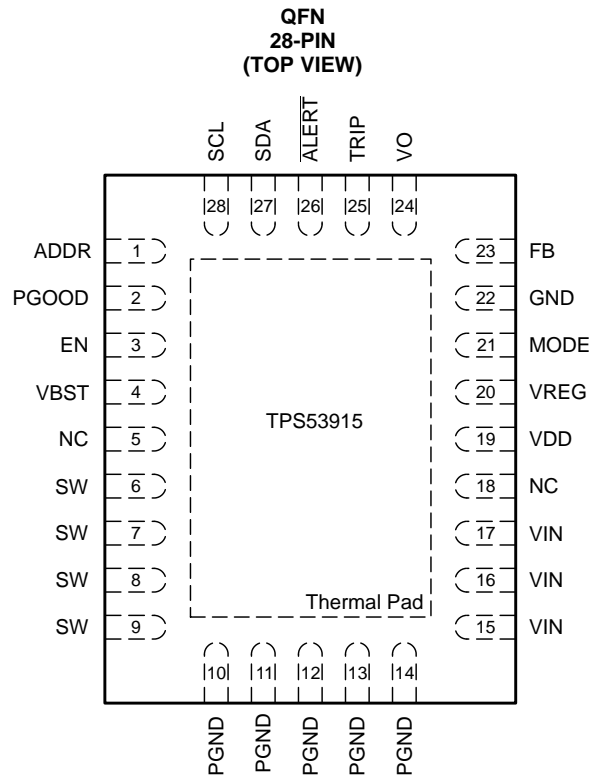 QFN
28-PIN
(TOP VIEW)
SCL
SDA
ALERT
TRIP
VO
28
27
26
25
24
ADDR 1
23 FB
PGOOD 2
22 GND
EN 3
21 MODE
VBST 4
20 VREG
NC 5
TPS53915
19 VDD
SW 6
18 NC
SW 7
17 VIN
SW 8
16 VIN
SW 9
Thermal Pad
15 VIN
10
11
12
13
14
PGND
PGND
PGND
PGND
PGND